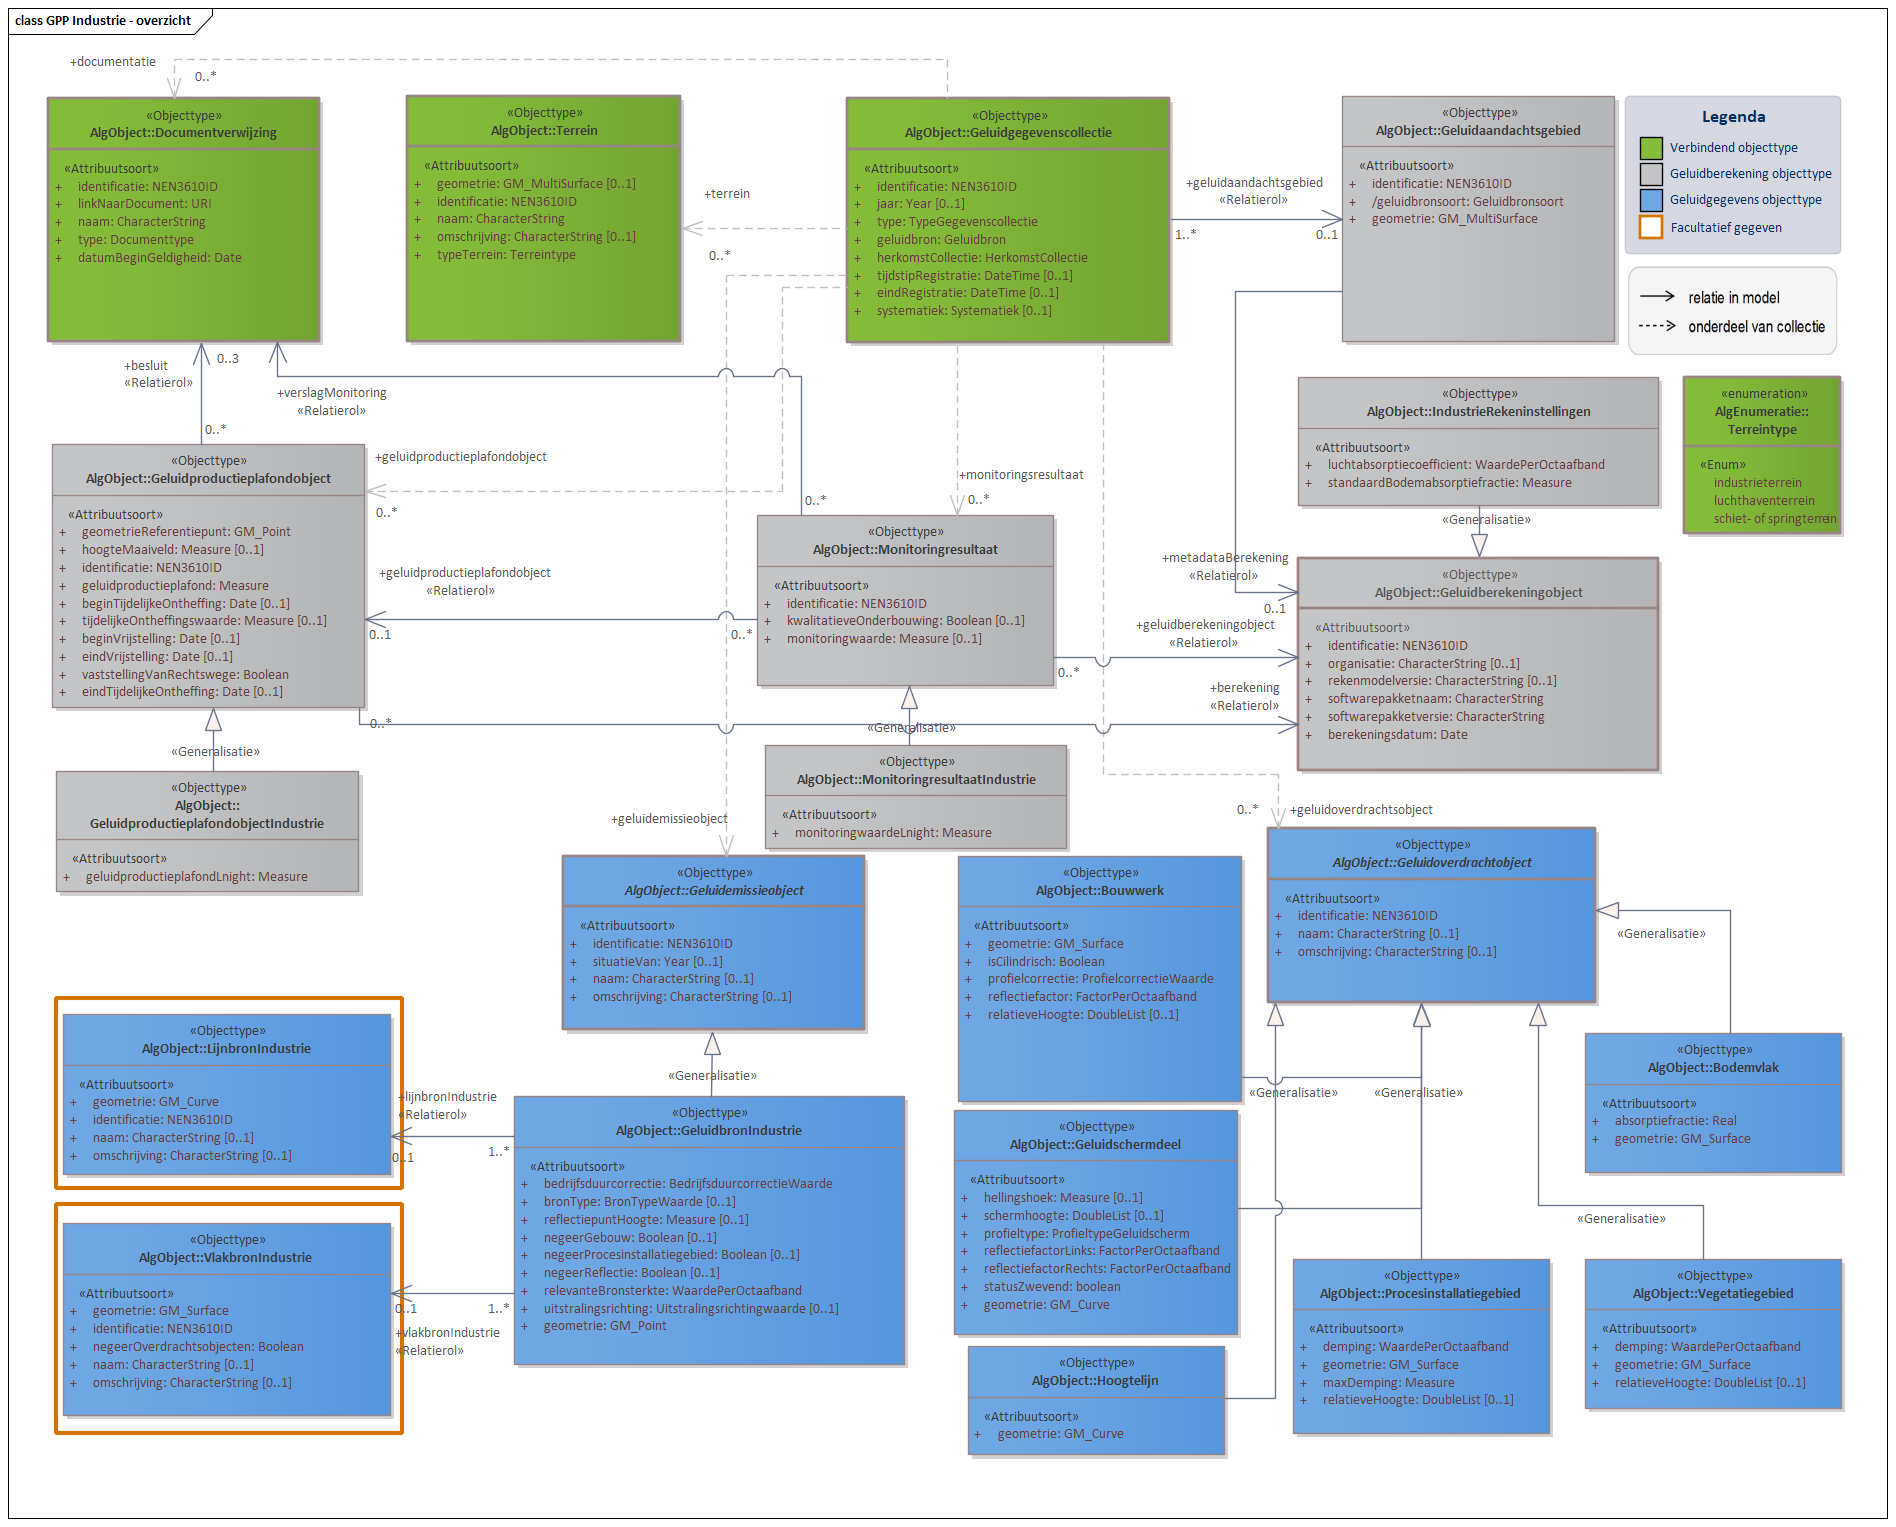 class GPP Industrie - overzicht
+documentatie
0..*
«Objecttype»
AlgObject::Documentverwijzing
«Attribuutsoort»
+ identificatie: NEN3610ID
+ linkNaarDocument: URI
+ naam: CharacterString
+ type: Documenttype
+ datumBeginGeldigheid: Date
«Objecttype»
AlgObject::Terrein
«Attribuutsoort»
+ geometrie: GM_MultiSurface [0..1]
+ identificatie: NEN3610ID
+ naam: CharacterString
+ omschrijving: CharacterString [0..1]
+ typeTerrein: Terreintype
+terrein
0..*
«Objecttype»
AlgObject::Geluidgegevenscollectie
«Attribuutsoort»
+ identificatie: NEN3610ID
+ jaar: Year [0..1]
+ type: TypeGegevenscollectie
+ geluidbron: Geluidbron
+ herkomstCollectie: HerkomstCollectie
+ tijdstipRegistratie: DateTime [0..1]
+ eindRegistratie: DateTime [0..1]
+ systematiek: Systematiek [0..1]
+geluidaandachtsgebied
«Relatierol»
1..*
0..1
«Objecttype»
AlgObject::Geluidaandachtsgebied
«Attribuutsoort»
+ identificatie: NEN3610ID
+ /geluidbronsoort: Geluidbronsoort
+ geometrie: GM_MultiSurface
Legenda
Verbindend objecttype
Geluidberekening objecttype
Geluidgegevens objecttype
Facultatief gegeven
relatie in model
onderdeel van collectie
+besluit
«Relatierol»
0..3
0..*
+verslagMonitoring
«Relatierol»
0..*
+geluidproductieplafondobject
0..*
+monitoringsresultaat
0..*
«Objecttype»
AlgObject::IndustrieRekeninstellingen
«Attribuutsoort»
+ luchtabsorptiecoefficient: WaardePerOctaafband
+ standaardBodemabsorptiefractie: Measure
«Generalisatie»
«enumeration»
AlgEnumeratie::
Terreintype
«Enum»
industrieterrein
luchthaventerrein
schiet- of springterrein
«Objecttype»
AlgObject::Geluidproductieplafondobject
«Attribuutsoort»
+ geometrieReferentiepunt: GM_Point
+ hoogteMaaiveld: Measure [0..1]
+ identificatie: NEN3610ID
+ geluidproductieplafond: Measure
+ beginTijdelijkeOntheffing: Date [0..1]
+ tijdelijkeOntheffingswaarde: Measure [0..1]
+ beginVrijstelling: Date [0..1]
+ eindVrijstelling: Date [0..1]
+ vaststellingVanRechtswege: Boolean
+ eindTijdelijkeOntheffing: Date [0..1]
+geluidproductieplafondobject
«Relatierol»
0..1
0..*
«Objecttype»
AlgObject::Monitoringresultaat
«Attribuutsoort»
+ identificatie: NEN3610ID
+ kwalitatieveOnderbouwing: Boolean [0..1]
+ monitoringwaarde: Measure [0..1]
+metadataBerekening
«Relatierol»
0..1
+geluidberekeningobject
«Relatierol»
0..*
+berekening
«Relatierol»
0..*
«Objecttype»
AlgObject::Geluidberekeningobject
«Attribuutsoort»
+ identificatie: NEN3610ID
+ organisatie: CharacterString [0..1]
+ rekenmodelversie: CharacterString [0..1]
+ softwarepakketnaam: CharacterString
+ softwarepakketversie: CharacterString
+ berekeningsdatum: Date
«Generalisatie»
«Generalisatie»
«Objecttype»
AlgObject::
GeluidproductieplafondobjectIndustrie
«Attribuutsoort»
+ geluidproductieplafondLnight: Measure
«Objecttype»
AlgObject::MonitoringresultaatIndustrie
«Attribuutsoort»
+ monitoringwaardeLnight: Measure
+geluidemissieobject
0..*
+geluidoverdrachtsobject
«Objecttype»
AlgObject::Geluidemissieobject
«Attribuutsoort»
+ identificatie: NEN3610ID
+ situatieVan: Year [0..1]
+ naam: CharacterString [0..1]
+ omschrijving: CharacterString [0..1]
«Generalisatie»
«Objecttype»
AlgObject::Bouwwerk
«Attribuutsoort»
+ geometrie: GM_Surface
+ isCilindrisch: Boolean
+ profielcorrectie: ProfielcorrectieWaarde
+ reflectiefactor: FactorPerOctaafband
+ relatieveHoogte: DoubleList [0..1]
«Objecttype»
AlgObject::Geluidoverdrachtobject
«Attribuutsoort»
+ identificatie: NEN3610ID
+ naam: CharacterString [0..1]
+ omschrijving: CharacterString [0..1]
«Generalisatie»
«Generalisatie»
«Generalisatie»
«Generalisatie»
«Objecttype»
AlgObject::Bodemvlak
«Attribuutsoort»
+ absorptiefractie: Real
+ geometrie: GM_Surface
«Objecttype»
AlgObject::LijnbronIndustrie
«Attribuutsoort»
+ geometrie: GM_Curve
+ identificatie: NEN3610ID
+ naam: CharacterString [0..1]
+ omschrijving: CharacterString [0..1]
+lijnbronIndustrie
«Relatierol»
0..1
1..*
«Objecttype»
AlgObject::GeluidbronIndustrie
«Attribuutsoort»
+ bedrijfsduurcorrectie: BedrijfsduurcorrectieWaarde
+ bronType: BronTypeWaarde [0..1]
+ reflectiepuntHoogte: Measure [0..1]
+ negeerGebouw: Boolean [0..1]
+ negeerProcesinstallatiegebied: Boolean [0..1]
+ negeerReflectie: Boolean [0..1]
+ relevanteBronsterkte: WaardePerOctaafband
+ uitstralingsrichting: Uitstralingsrichtingwaarde [0..1]
+ geometrie: GM_Point
«Objecttype»
AlgObject::Geluidschermdeel
«Attribuutsoort»
+ hellingshoek: Measure [0..1]
+ schermhoogte: DoubleList [0..1]
+ profieltype: ProfieltypeGeluidscherm
+ reflectiefactorLinks: FactorPerOctaafband
+ reflectiefactorRechts: FactorPerOctaafband
+ statusZwevend: boolean
+ geometrie: GM_Curve
«Objecttype»
AlgObject::VlakbronIndustrie
«Attribuutsoort»
+ geometrie: GM_Surface
+ identificatie: NEN3610ID
+ negeerOverdrachtsobjecten: Boolean
+ naam: CharacterString [0..1]
+ omschrijving: CharacterString [0..1]
0..1
1..*
+vlakbronIndustrie
«Relatierol»
«Objecttype»
AlgObject::Hoogtelijn
«Attribuutsoort»
+ geometrie: GM_Curve
«Objecttype»
AlgObject::Procesinstallatiegebied
«Attribuutsoort»
+ demping: WaardePerOctaafband
+ geometrie: GM_Surface
+ maxDemping: Measure
+ relatieveHoogte: DoubleList [0..1]
«Objecttype»
AlgObject::Vegetatiegebied
«Attribuutsoort»
+ demping: WaardePerOctaafband
+ geometrie: GM_Surface
+ relatieveHoogte: DoubleList [0..1]